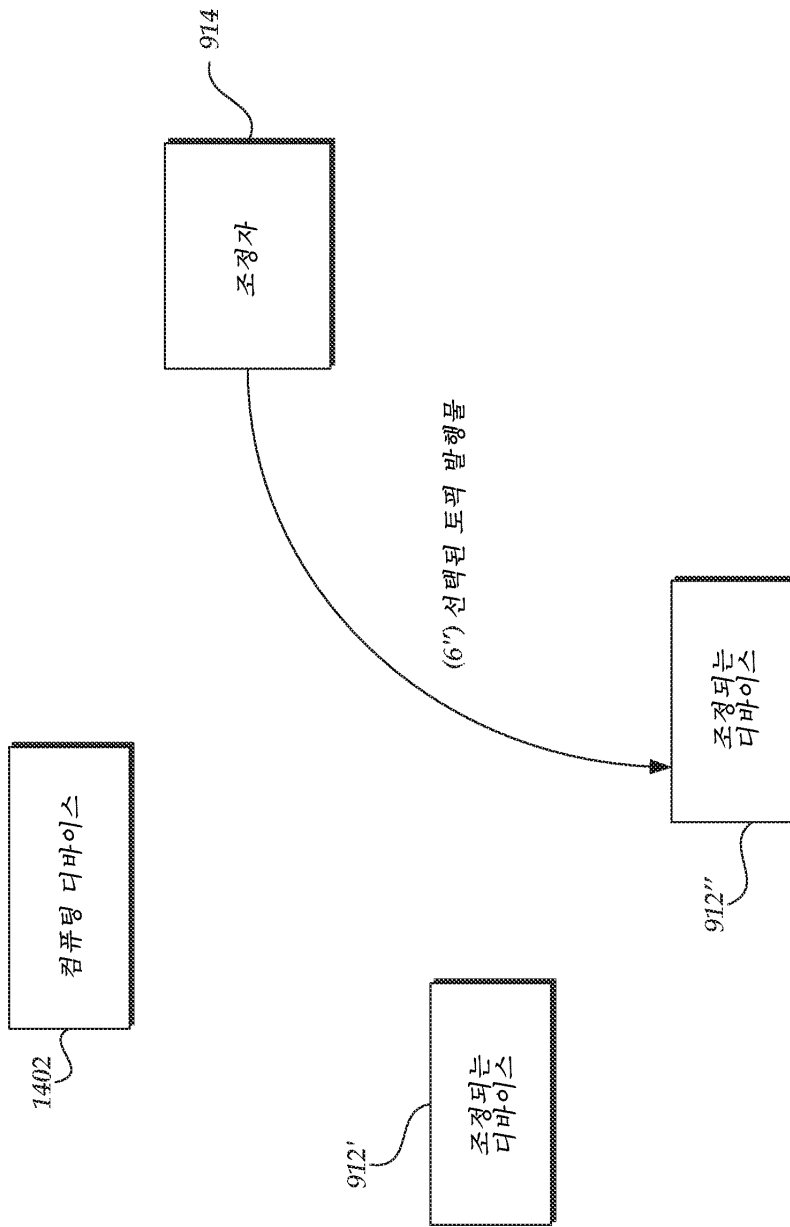 1402
컴퓨팅 디바이스
914
조정자
(6") 선택된 토픽 발행물
912'
조정되는
디바이스
912"
조정되는
디바이스